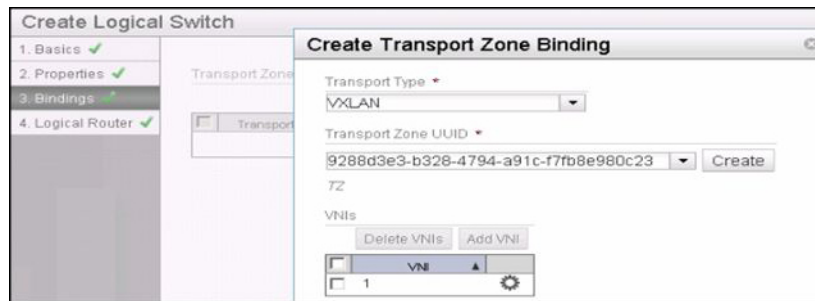 Create Logical Switch
1. Basics
2. Properties
3. Bindings
4. Logical Router
Transport Zone
Transport
Create Transport Zone Binding
Transport Type *
VXLAN
Transport Zone UUID *
9288d3e3-b328-4794-a91c-f7fb8e980c23
Create
TZ
VNIs
Delete VNIs Add VNI
VNI
1